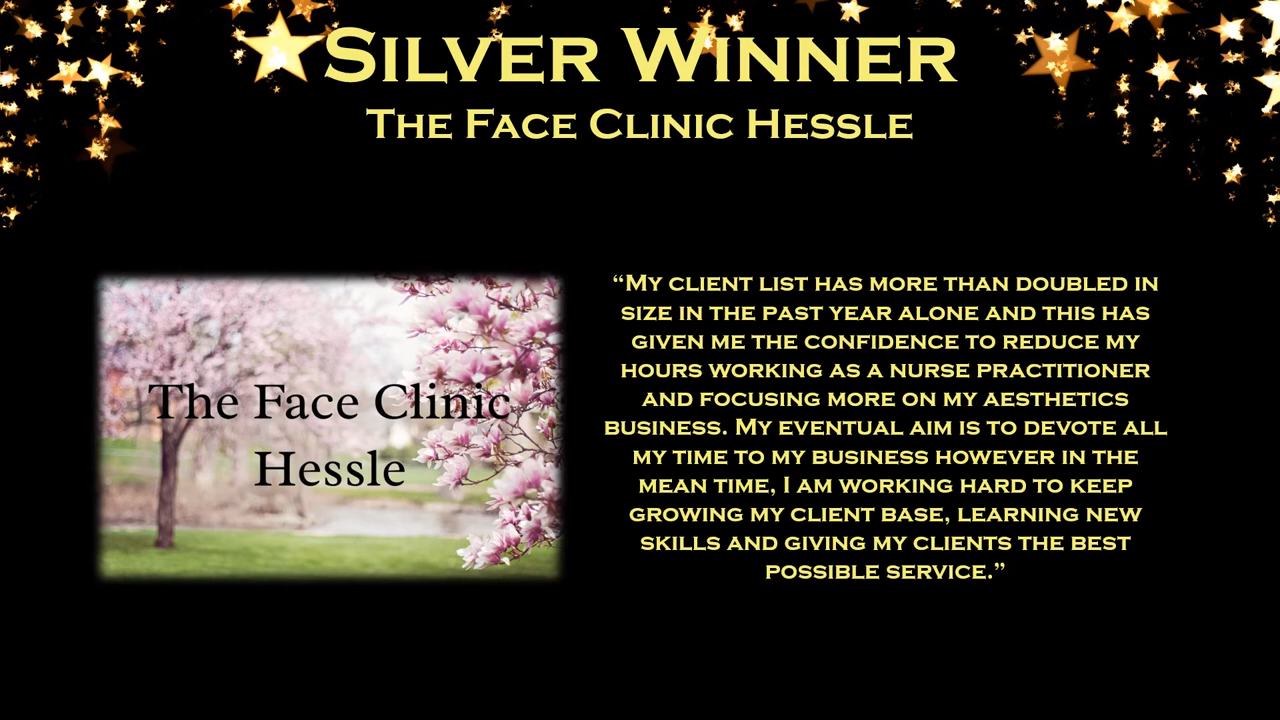 Silver Winner
The Face Clinic Hessle
The Face Clinic
Hessle
“My client list has more than doubled in
size in the past year alone and this has
given me the confidence to reduce my
hours working as a nurse practitioner
and focusing more on my aesthetics
business. My eventual aim is to devote all
my time to my business however in the
mean time, I am working hard to keep
growing my client base, learning new
skills and giving my clients the best
possible service.”